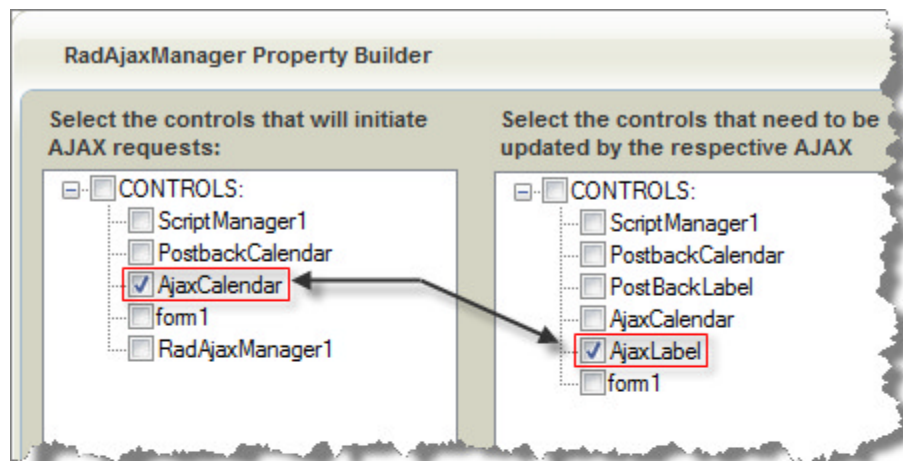 RadAjaxManager Property Builder
Select the controls that will initiate
AJAX requests:
CONTROLS:
ScriptManager1
PostbackCalendar
AjaxCalendar
form1
RadAjaxManager1
Select the controls that need to be
updated by the respective AJAX
CONTROLS:
ScriptManager1
PostbackCalendar
PostBackLabel
AjaxCalendar
AjaxLabel
form1